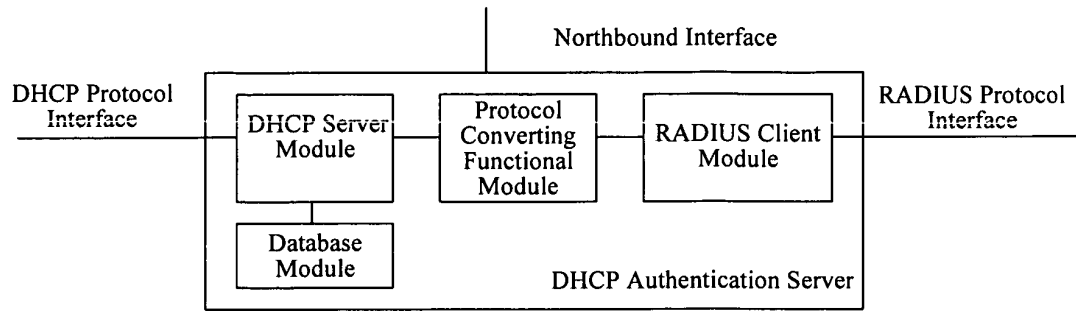 Northbound Interface
DHCP Protocol
Interface
RADIUS Protocol
Interface
DHCP Server
Module
Protocol
Converting
Functional
Module
RADIUS Client
Module
Database
Module
DHCP Authentication Server